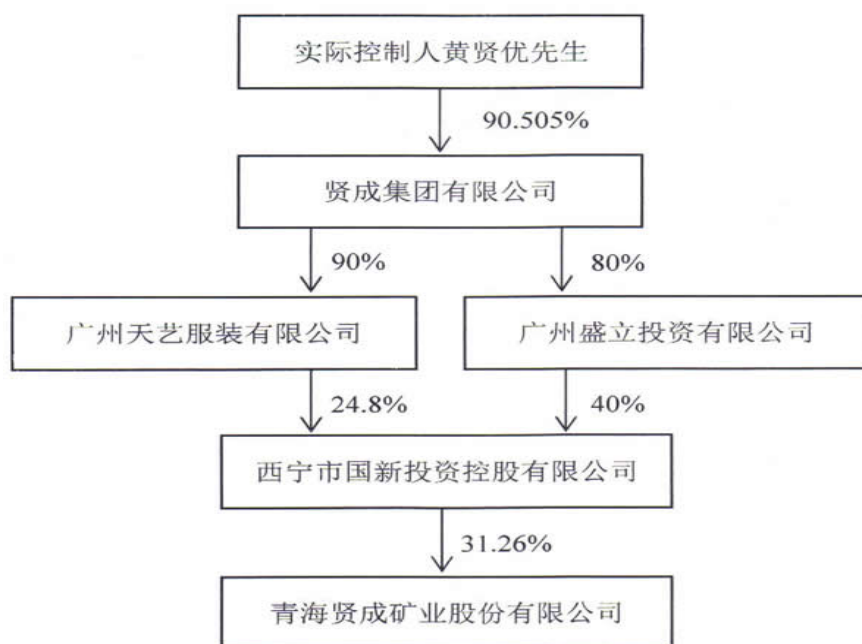 实际控制人黄贤优先生
90.505%
贤成集团有限公司
90%
80%
广州天艺服装有限公司
广州盛立投资有限公司
24.8%
40%
西宁市国新投资控股有限公司
31.26%
青海贤成矿业股份有限公司